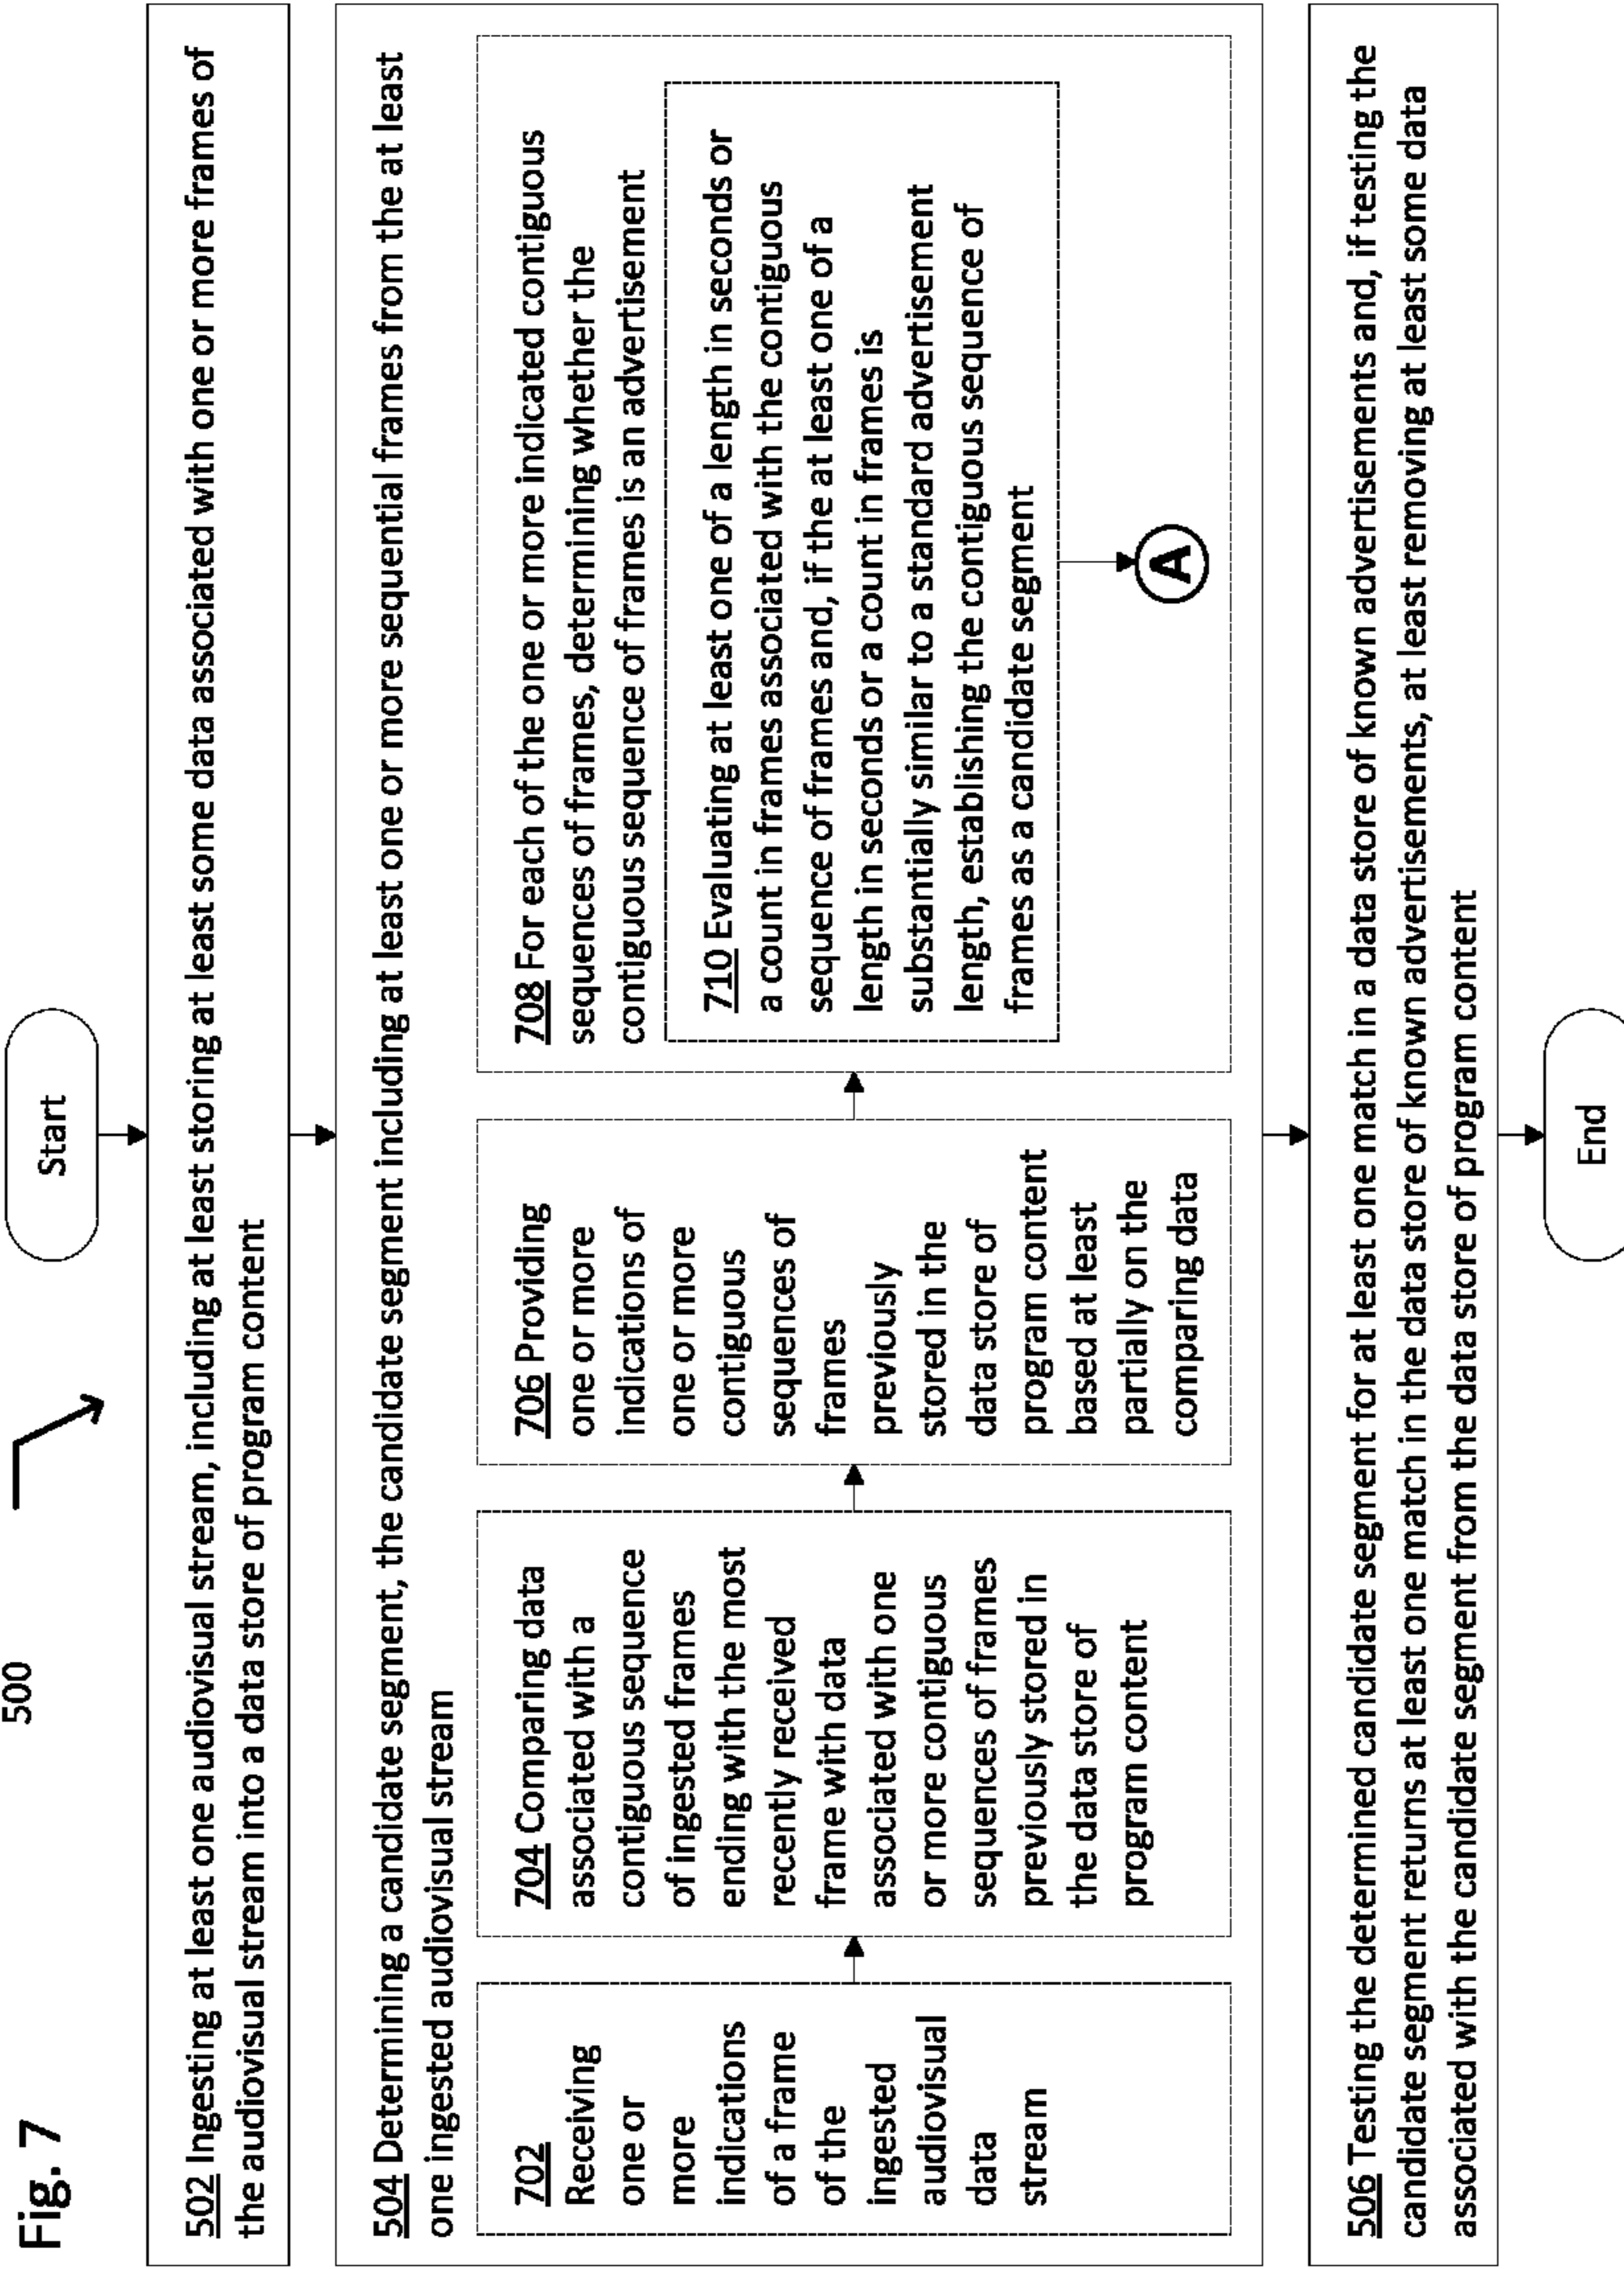 Fig. 7
500
Start
502 Ingesting at least one audiovisual stream, including at least storing at least some data associated with one or more frames of
the audiovisual stream into a data store of program content
504 Determining a candidate segment, the candidate segment including at least one or more sequential frames from the at least
one ingested audiovisual stream
702
Receiving
one or
more
indications
of a frame
of the
ingested
audiovisual
data
stream
704 Comparing data
associated with a
contiguous sequence
of ingested frames
ending with the most
recently received
frame with data
associated with one
or more contiguous
sequences of frames
previously stored in
the data store of
program content
706 Providing
one or more
indications of
one or more
contiguous
sequences of
frames
previously
stored in the
data store of
program content
based at least
partially on the
comparing data
708 For each of the one or more indicated contiguous
sequences of frames, determining whether the
contiguous sequence of frames is an advertisement
710 Evaluating at least one of a length in seconds or
a count in frames associated with the contiguous
sequence of frames and, if the at least one of a
length in seconds or a count in frames is
substantially similar to a standard advertisement
length, establishing the contiguous sequence of
frames as a candidate segment
A
506 Testing the determined candidate segment for at least one match in a data store of known advertisements and, if testing the
candidate segment returns at least one match in the data store of known advertisements, at least removing at least some data
associated with the candidate segment from the data store of program content
End